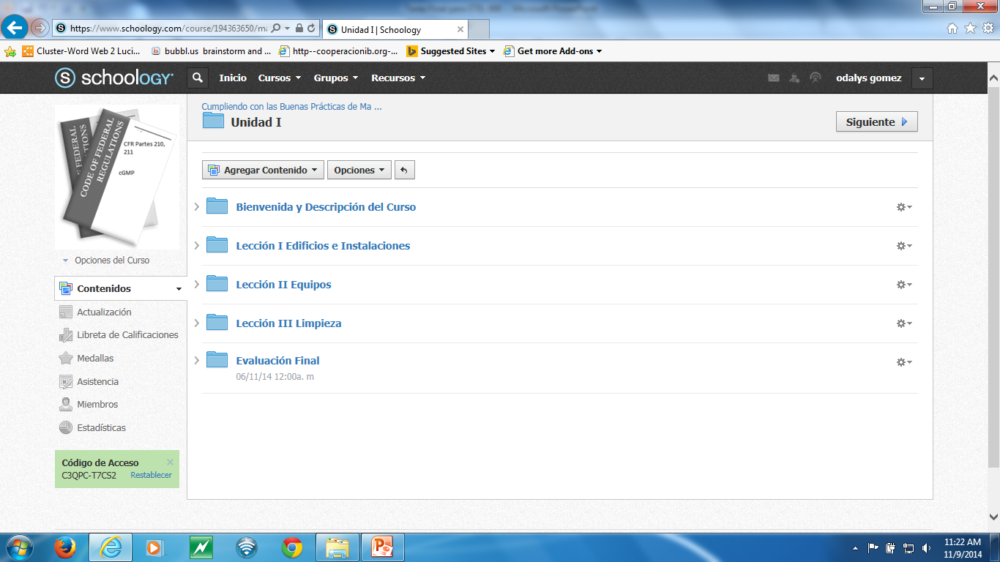 https://www.schoology.com/course/194363650/ma
Unidad I | Schoology
Cluster-Word Web 2 Luci...
bubbl.us brainstorm and ...
http--cooperacionib.org-...
Suggested Sites
Get more Add-ons
S schoology
Inicio
Cursos
Grupos
Recursos
odalys gomez
CODE OF FEDERAL
REGULATIONS
CFR Partes 210,
211
cGMP
Opciones del Curso
Contenidos
Actualización
Libreta de Calificaciones
Medallas
Asistencia
Miembros
Estadísticas
Código de Acceso
C3QPC-T7CS2 Restablecer
Cumpliendo con las Buenas Prácticas de Ma ...
Unidad I
Siguiente
Agregar Contenido
Opciones
Bienvenida y Descripción del Curso
Lección I Edificios e Instalaciones
Lección II Equipos
Lección III Limpieza
Evaluación Final
06/11/14 12:00a. m
11:22 AM
11/9/2014